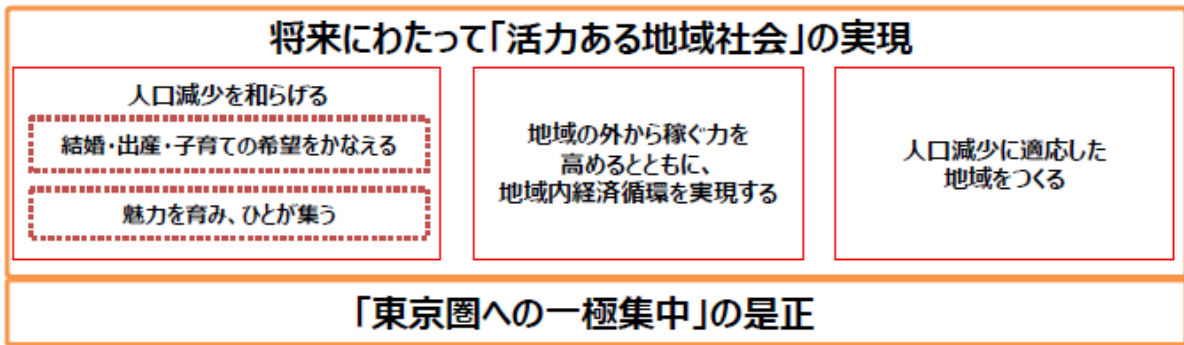 将来にわたって「活力ある地域社会」の実現
人口減少を和らげる
結婚・出産・子育ての希望をかなえる
魅力を育み、ひとが集う
地域の外から稼ぐ力を
高めるとともに、
地域内経済循環を実現する
人口減少に適応した
地域をつくる
「東京圏への一極集中」の是正